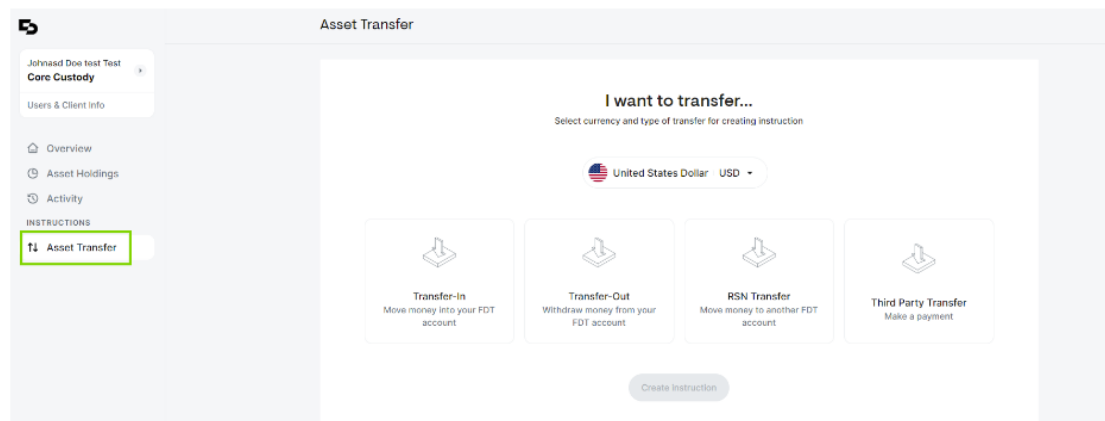 Asset Transfer
Johnasd Doe test Test
Core Custody
Users & Client Info
Overview
Asset Holdings
Activity
INSTRUCTIONS
Asset Transfer
I want to transfer...
Select currency and type of transfer for creating instruction
United States Dollar USD
Transfer-In
Move money into your FDT
account
Transfer-Out
Withdraw money from your
FDT account
RSN Transfer
Move money to another FDT
account
Third Party Transfer
Make a payment
Create Instruction